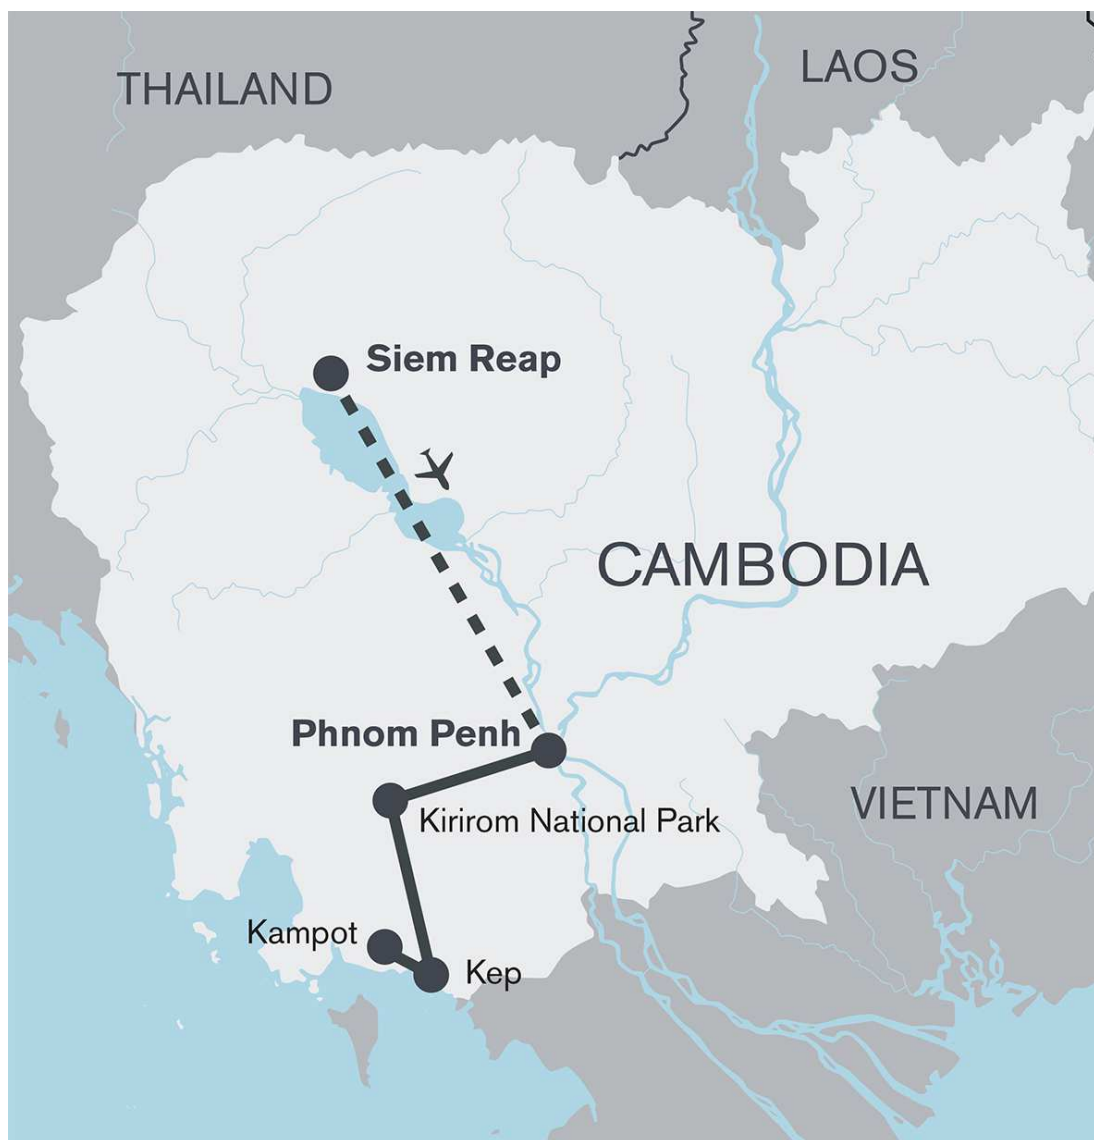 LAOS
THAILAND
Siem Reap
CAMBODIA
Phnom Penh
VIETNAM
Kirirom National Park
Kampot
Kep